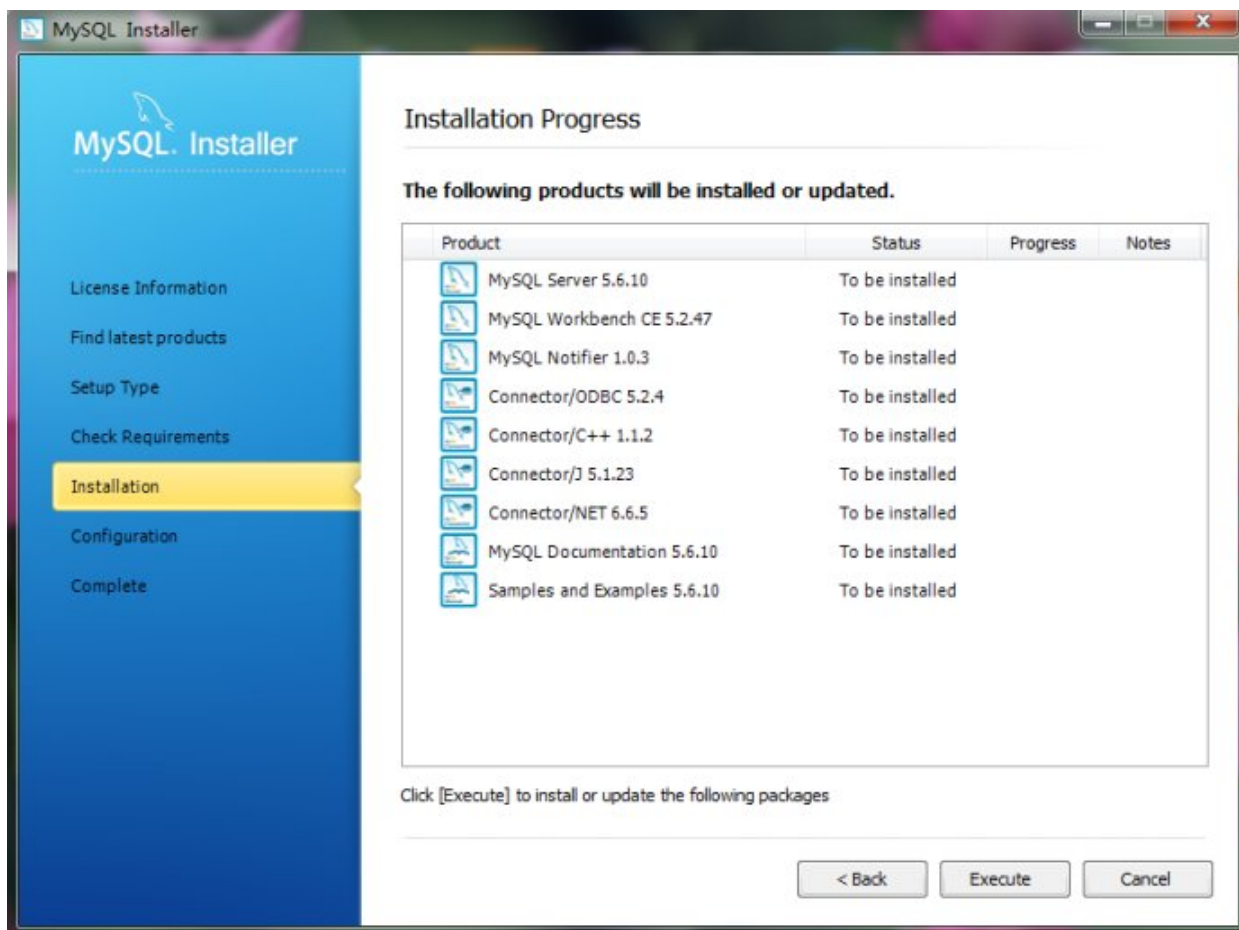 MySQL Installer
MySQL. Installer
License Information
Find latest products
Setup Type
Check Requirements
Installation
Configuration
Complete
Installation Progress
The following products will be installed or updated.
Product Status Progress Notes
MySQL Server 5.6.10 To be installed
MySQL Workbench CE 5.2.47 To be installed
MySQL Notifier 1.0.3 To be installed
Connector/ODBC 5.2.4 To be installed
Connector/C++ 1.1.2 To be installed
Connector/J 5.1.23 To be installed
Connector/NET 6.6.5 To be installed
MySQL Documentation 5.6.10 To be installed
Samples and Examples 5.6.10 To be installed
Click [Execute] to install or update the following packages
< Back Execute Cancel